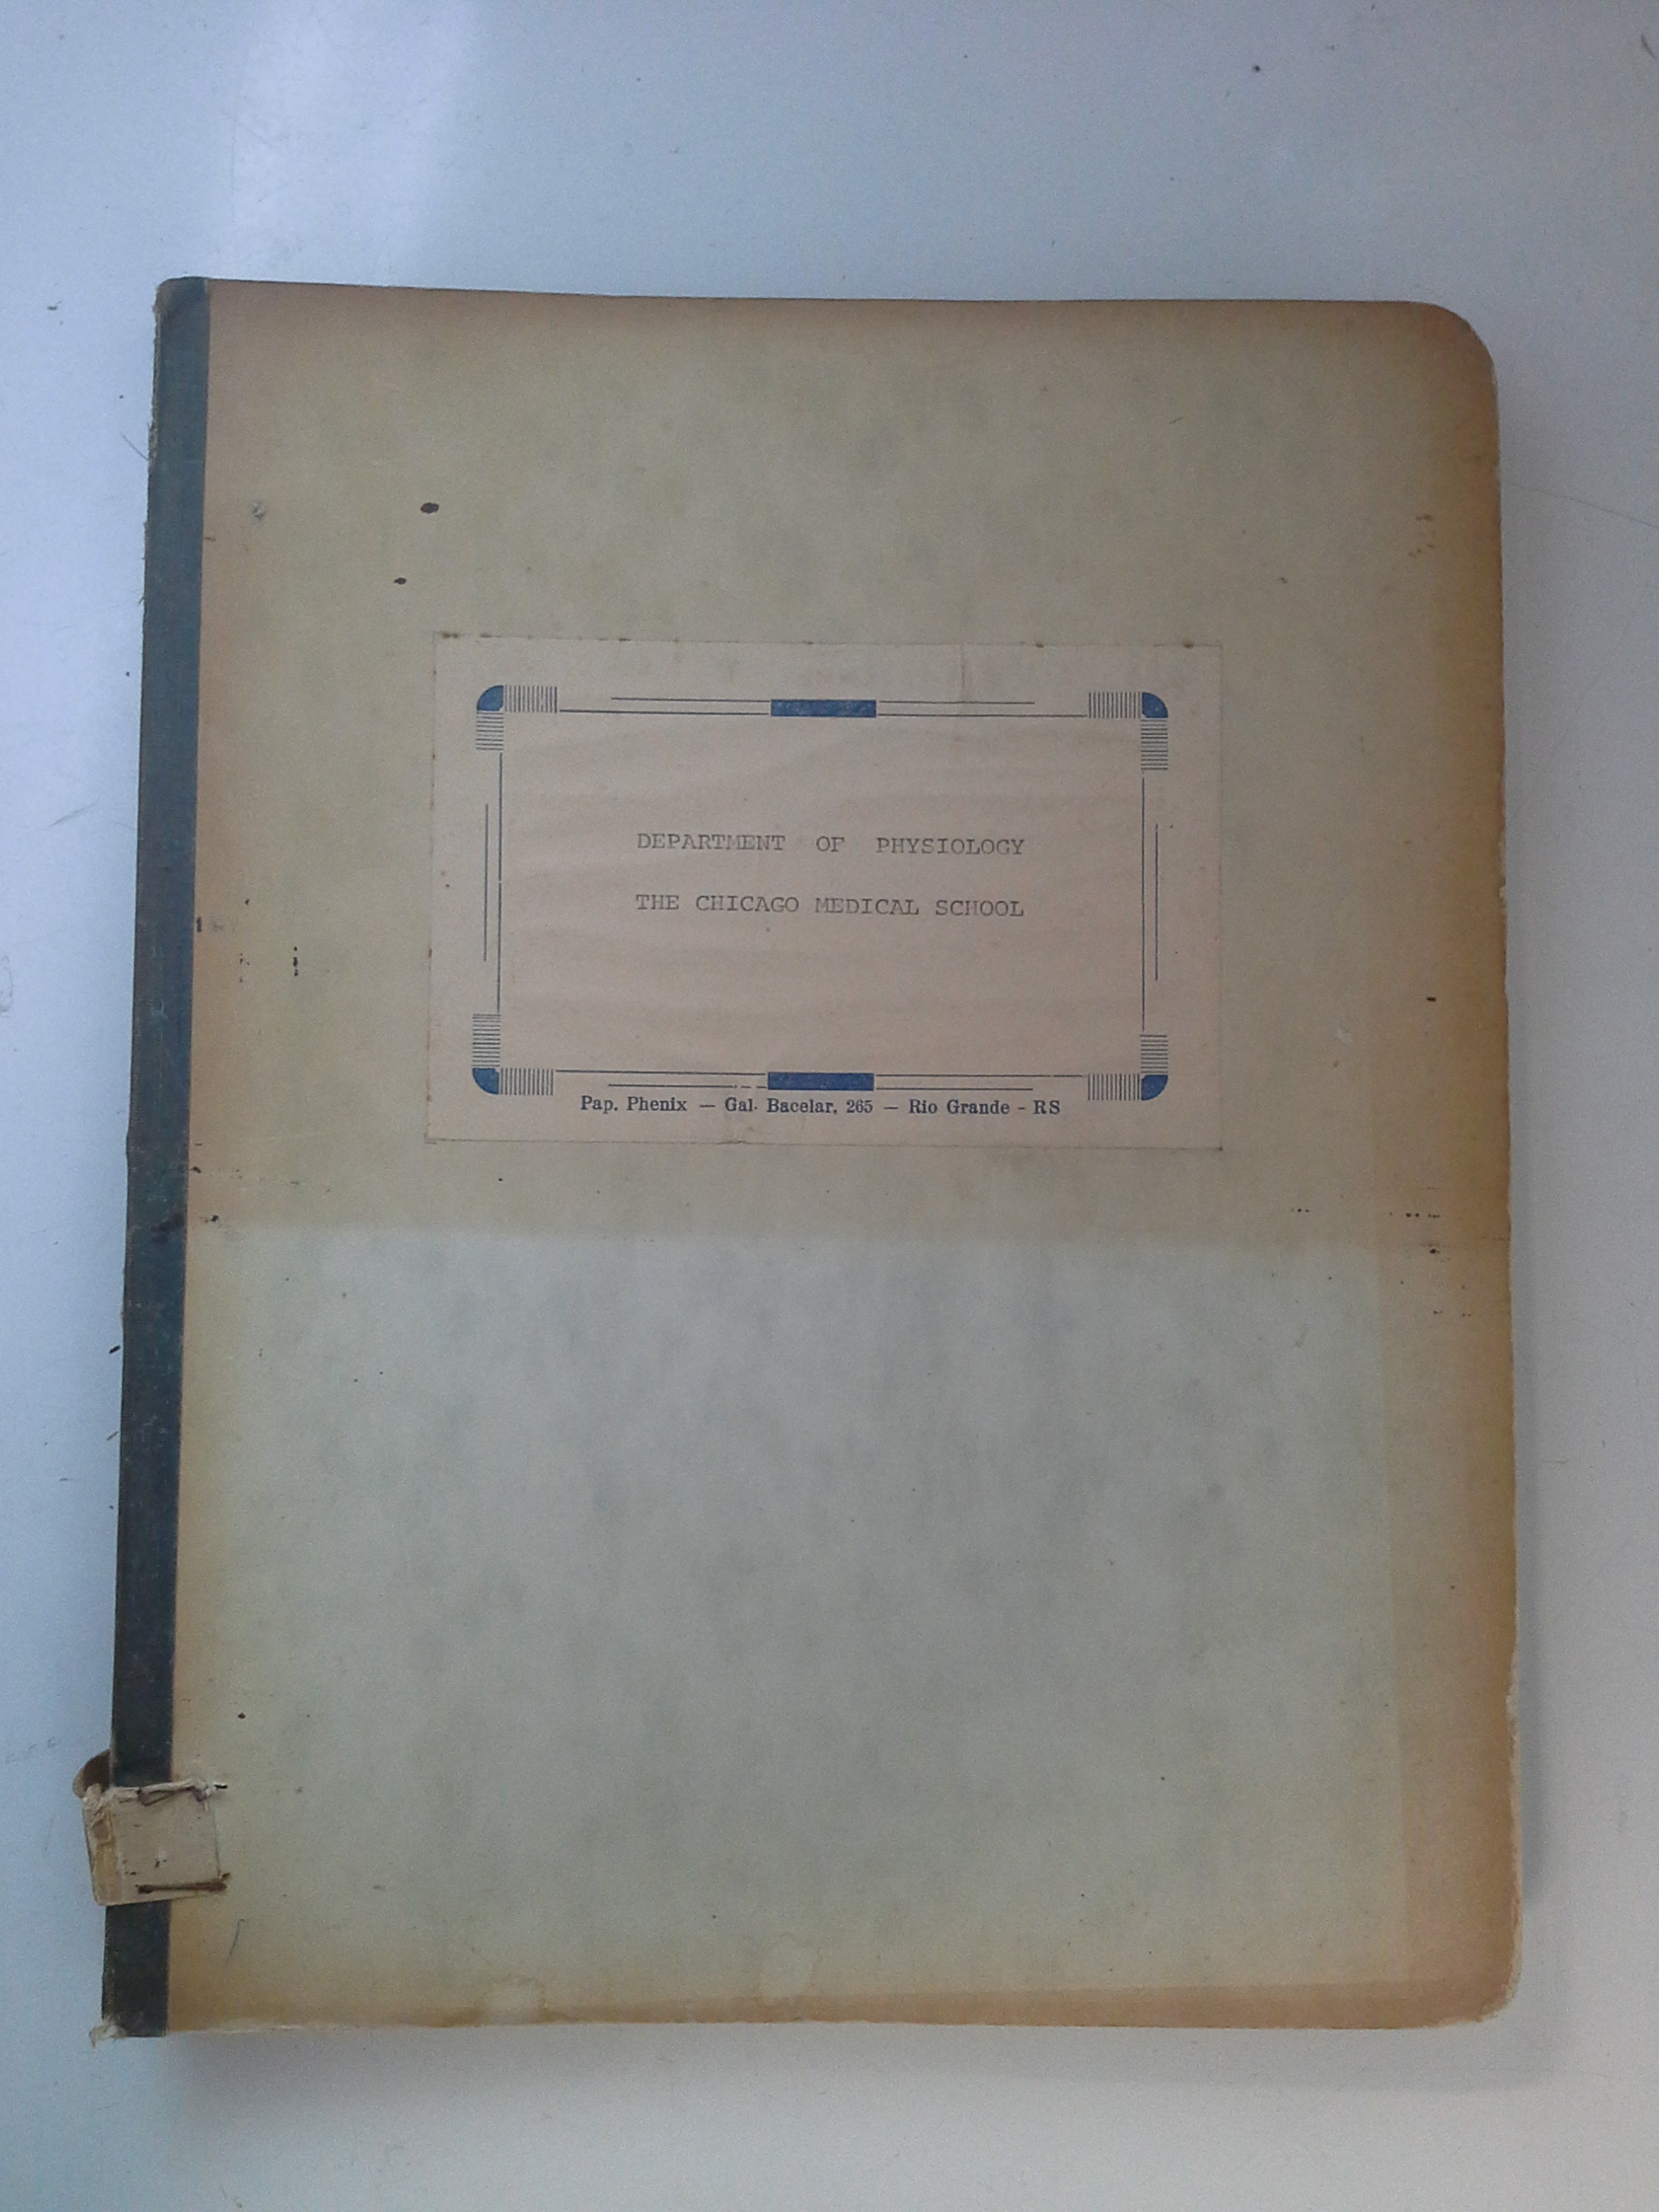 DEPARTMENT OF PHYSIOLOGY
THE CHICAGO MEDICAL SCHOOL
Pap. Phenix — Gal. Bacelar, 265 — Rio Grande - RS